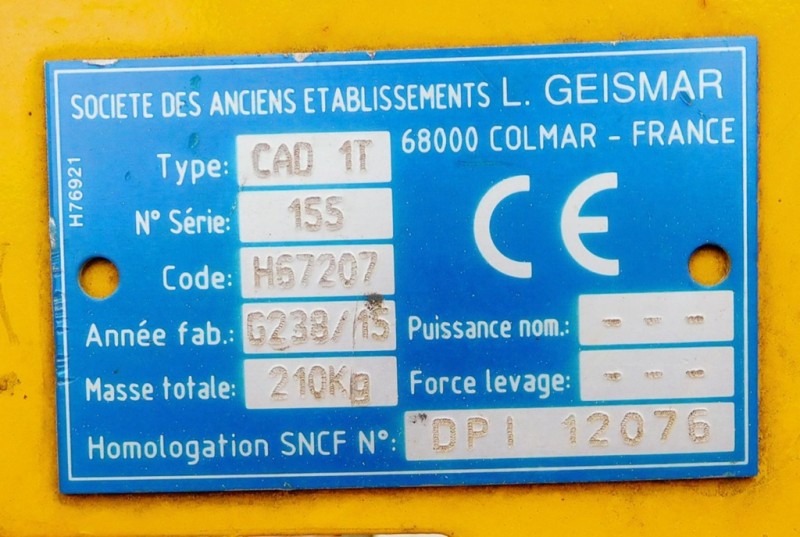 SOCIETE DES ANCIENS ETABLISSEMENTS L. GEISMAR
68000 COLMAR - FRANCE
H76921
Type: CAD 1T
N° Série: 155
CE
Code: H67207
Année fab.: G238/15
Puissance nom.: - - -
Masse totale: 210Kg
Force levage: - - -
Homologation SNCF N°: DPI 12076